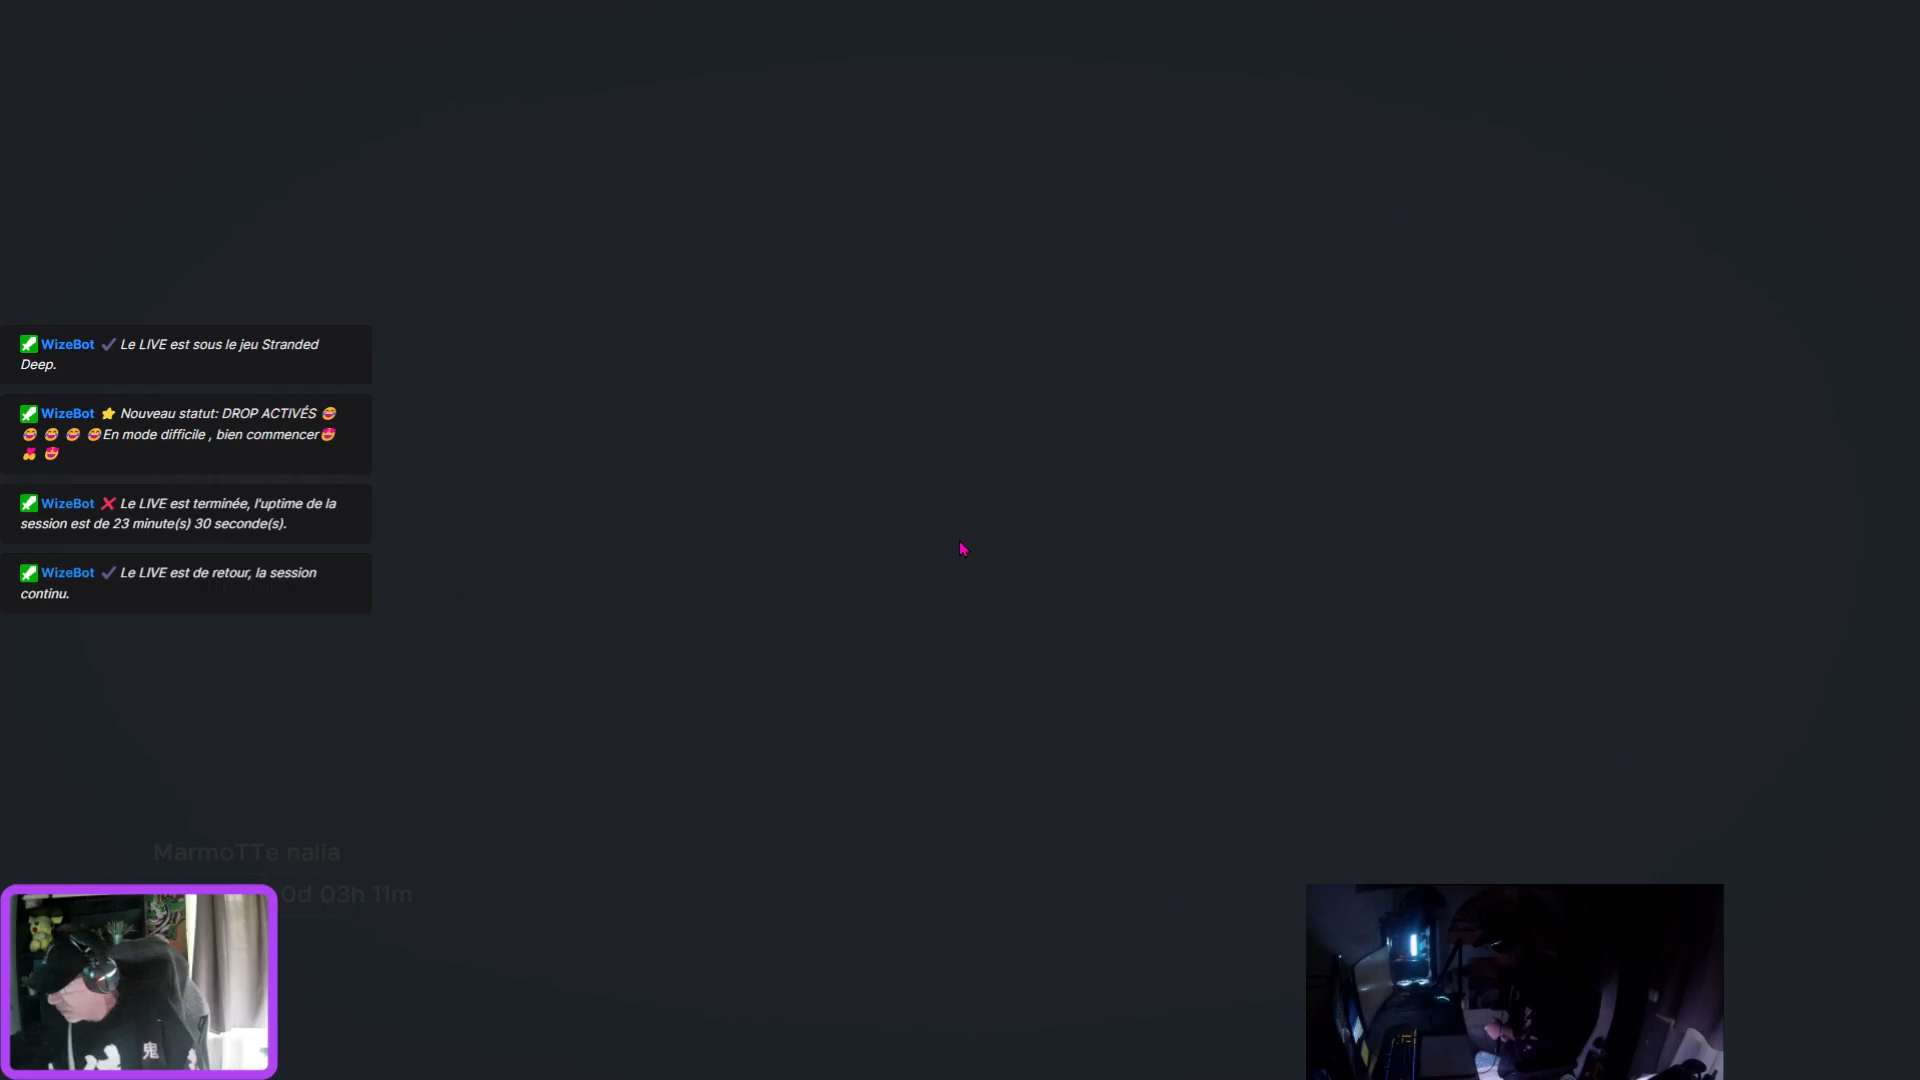 WizeBot ✔ Le LIVE est sous le jeu Stranded
Deep.
WizeBot ⭐ Nouveau statut: DROP ACTIVÉS 😂
😂 😂 😂 😂En mode difficile , bien commencer🥰
🥰
WizeBot ❌ Le LIVE est terminée, l'uptime de la
session est de 23 minute(s) 30 seconde(s).
WizeBot ✔ Le LIVE est de retour, la session
continu.
MarmoTTe nalla
0d 03h 11m
鬼